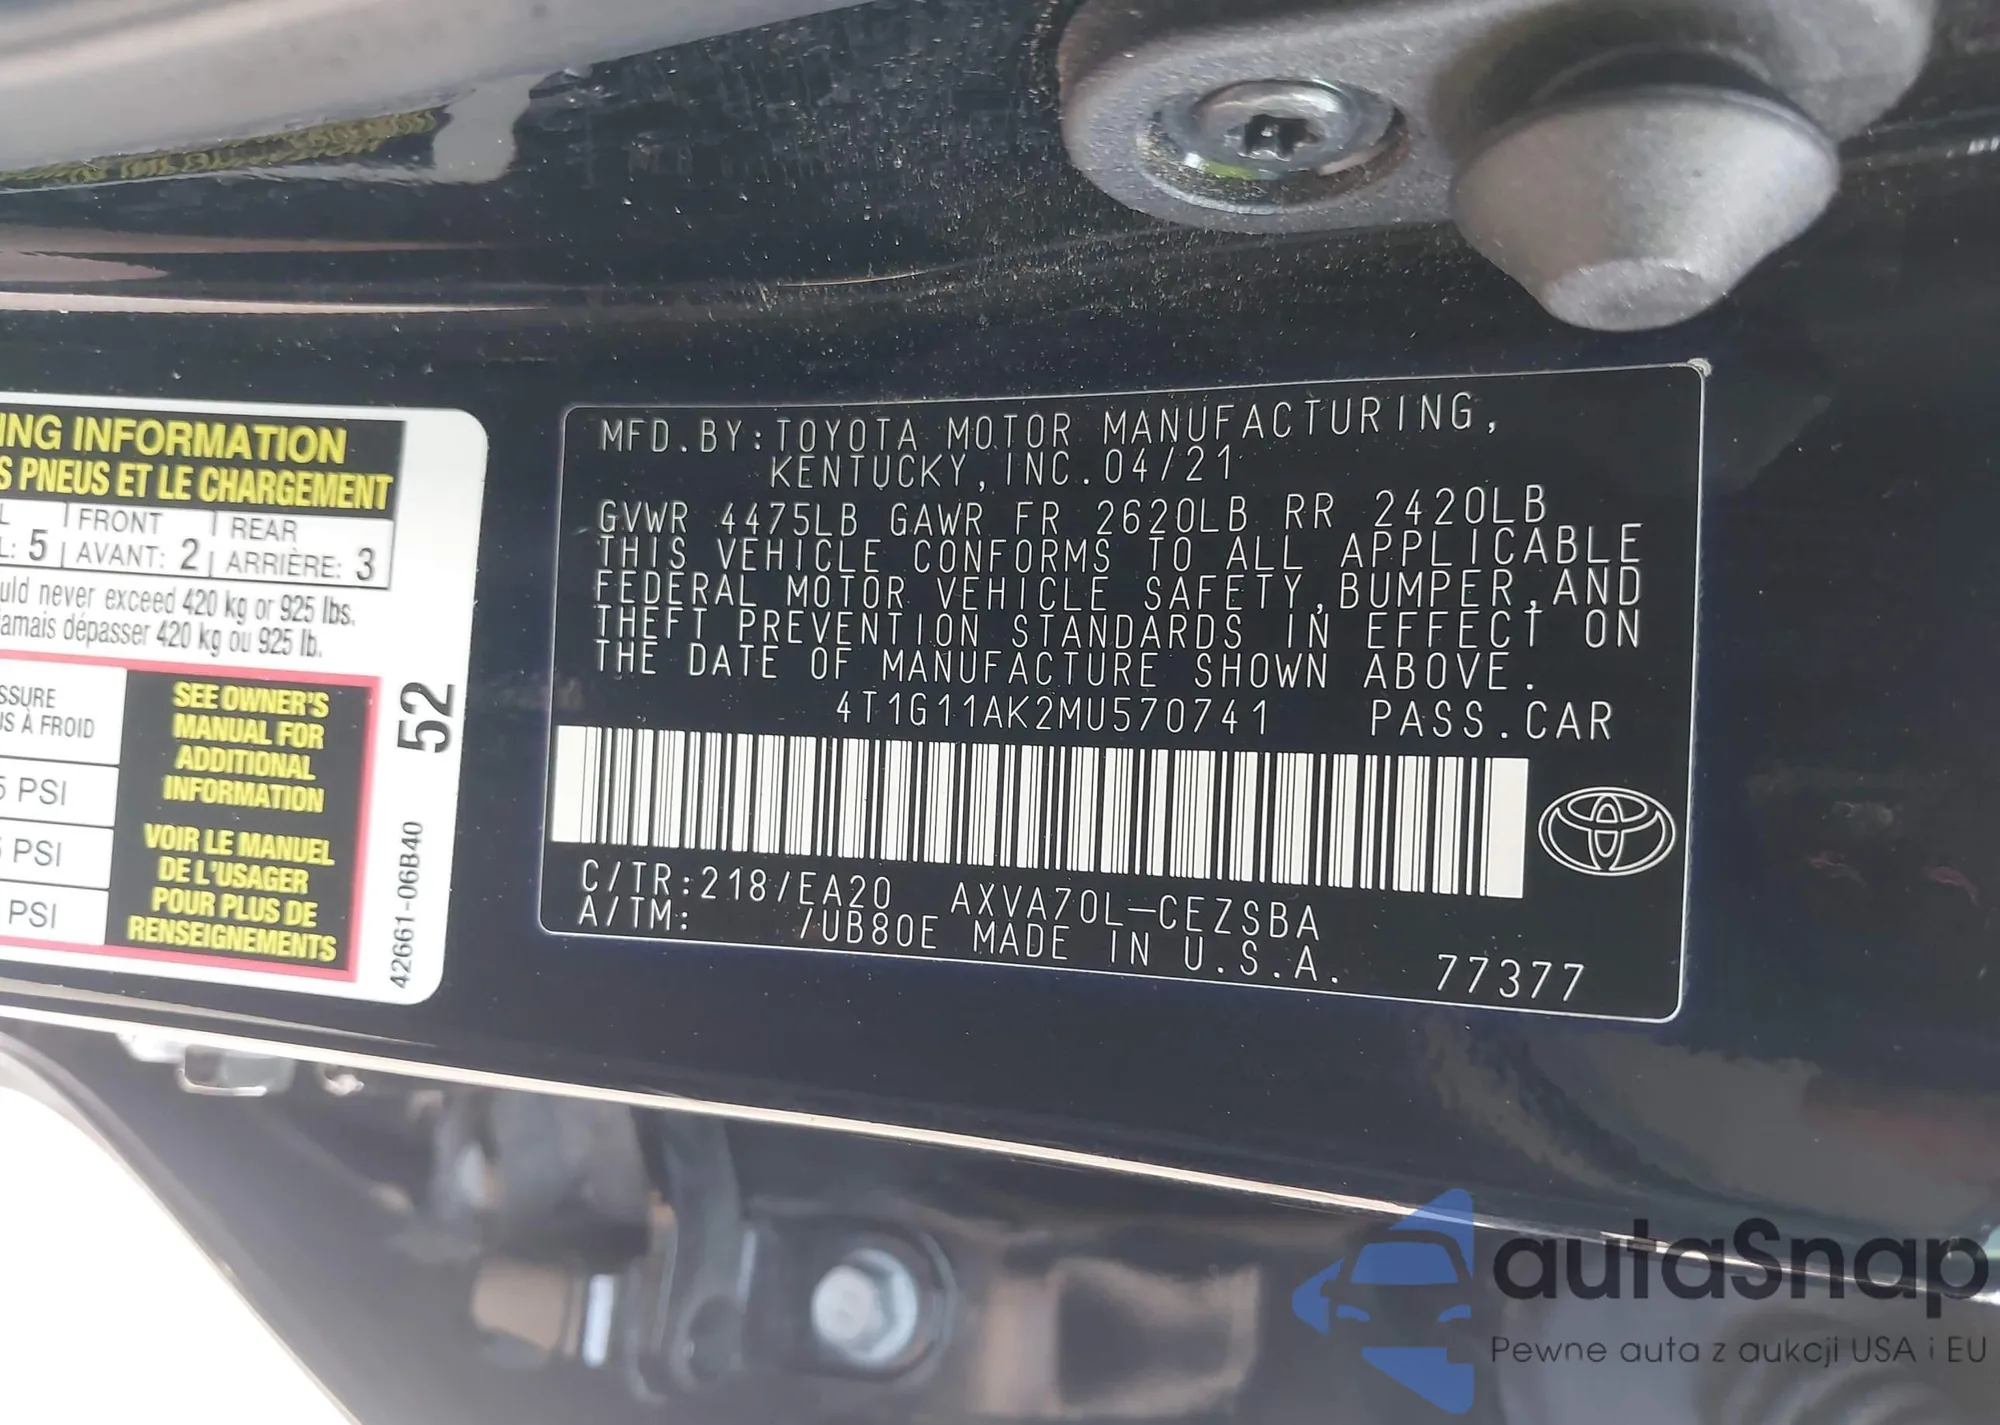 ING INFORMATION
S PNEUS ET LE CHARGEMENT
L | FRONT | REAR
L: 5 | AVANT: 2 | ARRIÈRE: 3
uld never exceed 420 kg or 925 lbs.
amais dépasser 420 kg ou 925 lb.
SSURE
S À FROID
5 PSI
5 PSI
PSI
SEE OWNER'S
MANUAL FOR
ADDITIONAL
INFORMATION
VOIR LE MANUEL
DE L'USAGER
POUR PLUS DE
RENSEIGNEMENTS
52
42661-06B40
MFD.BY:TOYOTA MOTOR MANUFACTURING,
KENTUCKY,INC.04/21
GVWR 4475LB GAWR FR 2620LB RR 2420LB
THIS VEHICLE CONFORMS TO ALL APPLICABLE
FEDERAL MOTOR VEHICLE SAFETY,BUMPER,AND
THEFT PREVENTION STANDARDS IN EFFECT ON
THE DATE OF MANUFACTURE SHOWN ABOVE.
4T1G11AK2MU570741 PASS.CAR
C/TR:218/EA20 AXVA70L-CEZSBA
A/TM: /UB80E MADE IN U.S.A. 77377
autaSnap
Pewne auta z aukcji USA i EU